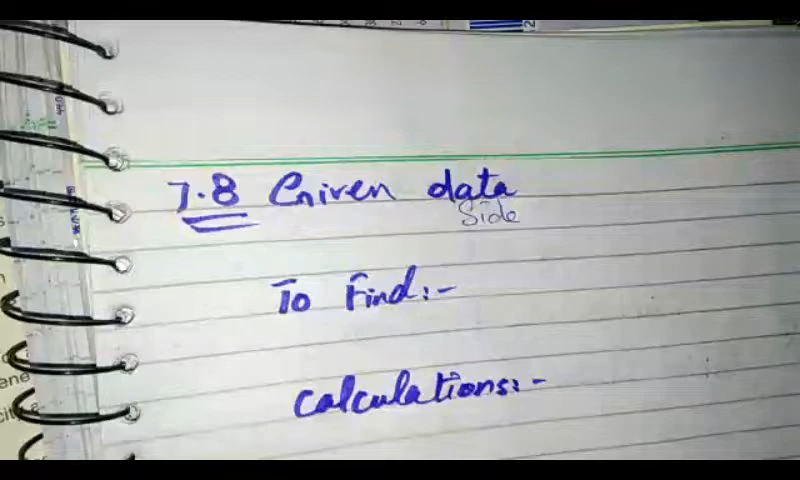 7.8 Given data
Side
To Find:-
Calculations:-